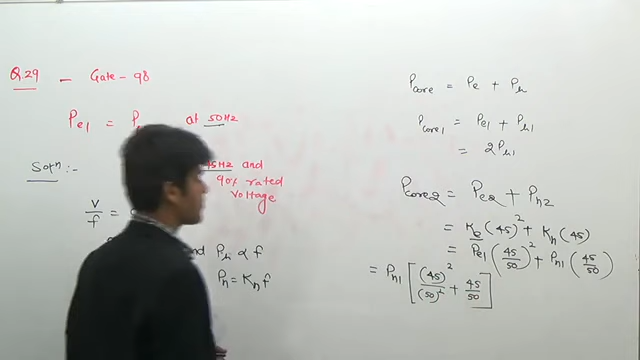 Q.29 - Gate - 98
Pe1 = P at 50Hz
45Hz and
90% rated
voltage
Solⁿ :-
V/f =
nd Ph ∝ f
Ph = Kh f
Pcore = Pe + Ph
Pcore1 = Pe1 + Ph1
= 2Ph1
Pcore2 = Pe2 + Ph2
= Ke (45)² + Kh (45)
= Pe1 (45/50)² + Ph1 (45/50)
= Ph1 [ (45)²/(50)² + 45/50 ]